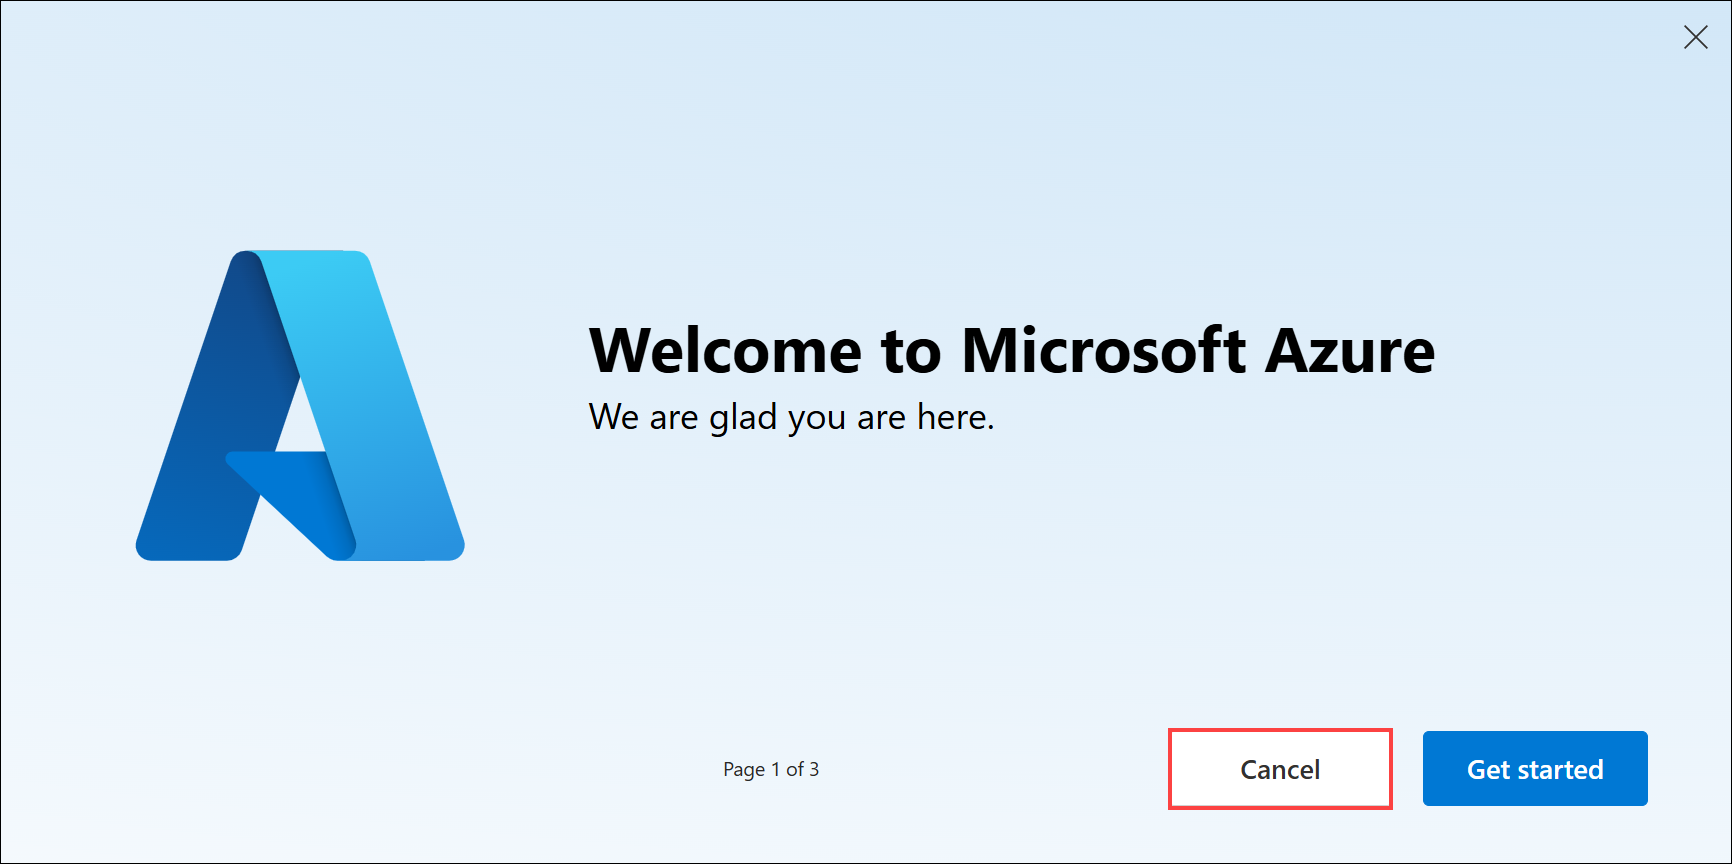 Welcome to Microsoft Azure
We are glad you are here.
Page 1 of 3
Cancel
Get started